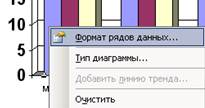 15
10
5
0
М
Формат рядов данных...
Тип диаграммы...
Добавить линию тренда...
Очистить